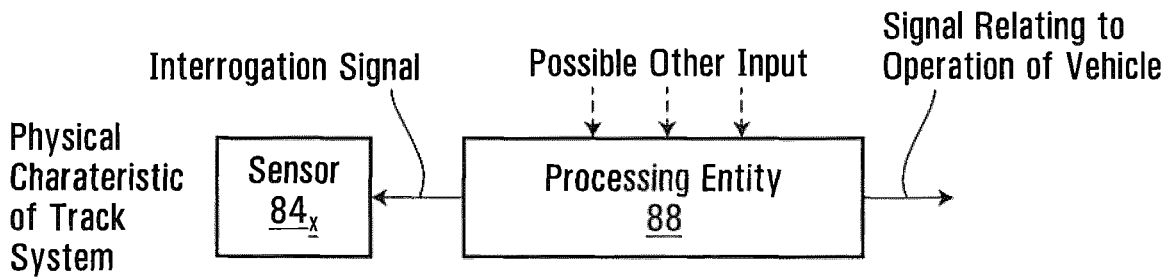 Signal Relating to
Operation of Vehicle
Interrogation Signal
Possible Other Input
Physical
Charateristic
of Track
System
Sensor
84x
Processing Entity
88